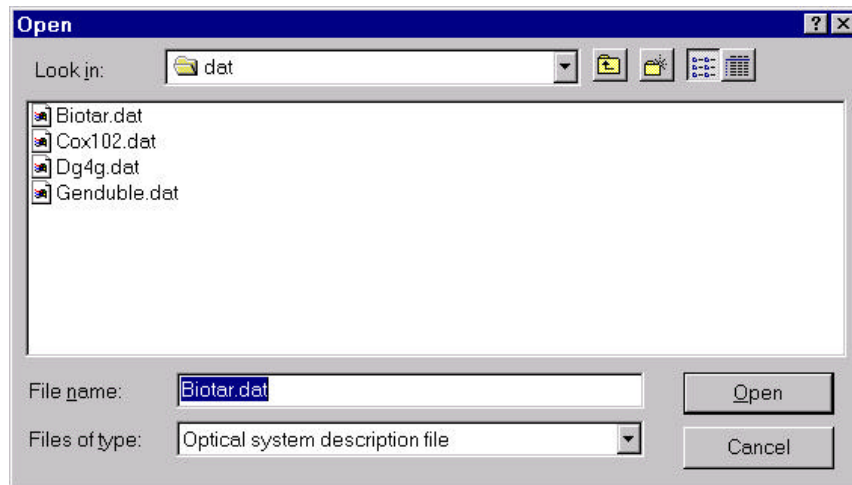 Open
Look in: dat
Biotar.dat
Cox102.dat
Dg4g.dat
Genduble.dat
File name: Biotar.dat Open
Files of type: Optical system description file Cancel